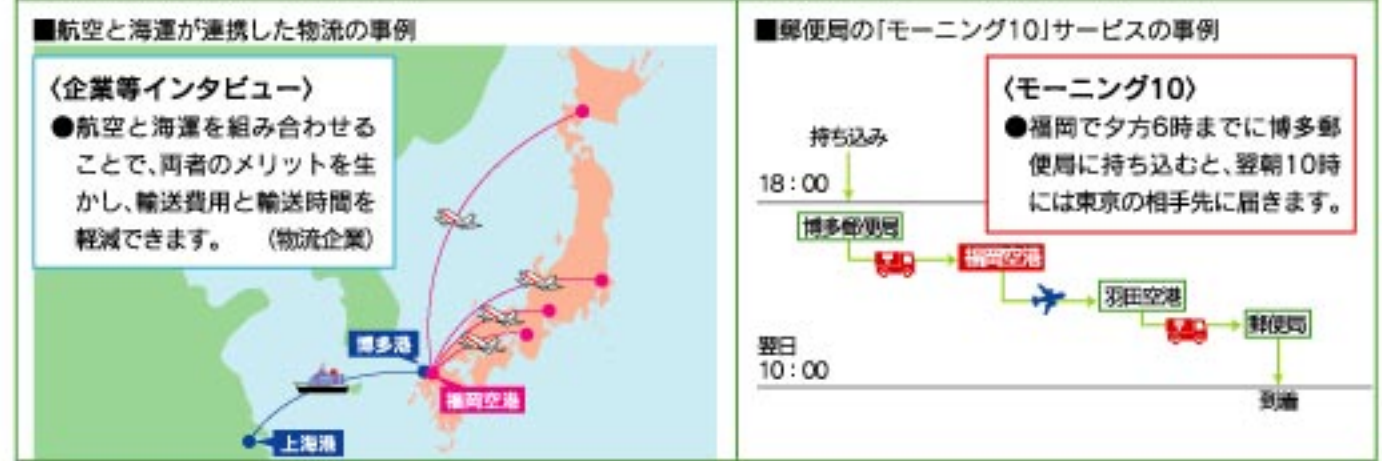 ■航空と海運が連携した物流の事例
〈企業等インタビュー〉
●航空と海運を組み合わせる
ことで、両者のメリットを生
かし、輸送費用と輸送時間を
軽減できます。　（物流企業）
博多港
福岡空港
上海港
■郵便局の「モーニング10」サービスの事例
〈モーニング10〉
●福岡で夕方6時までに博多郵
便局に持ち込むと、翌朝10時
には東京の相手先に届きます。
持ち込み
18：00
博多郵便局
福岡空港
羽田空港
郵便局
翌日
10：00
到着